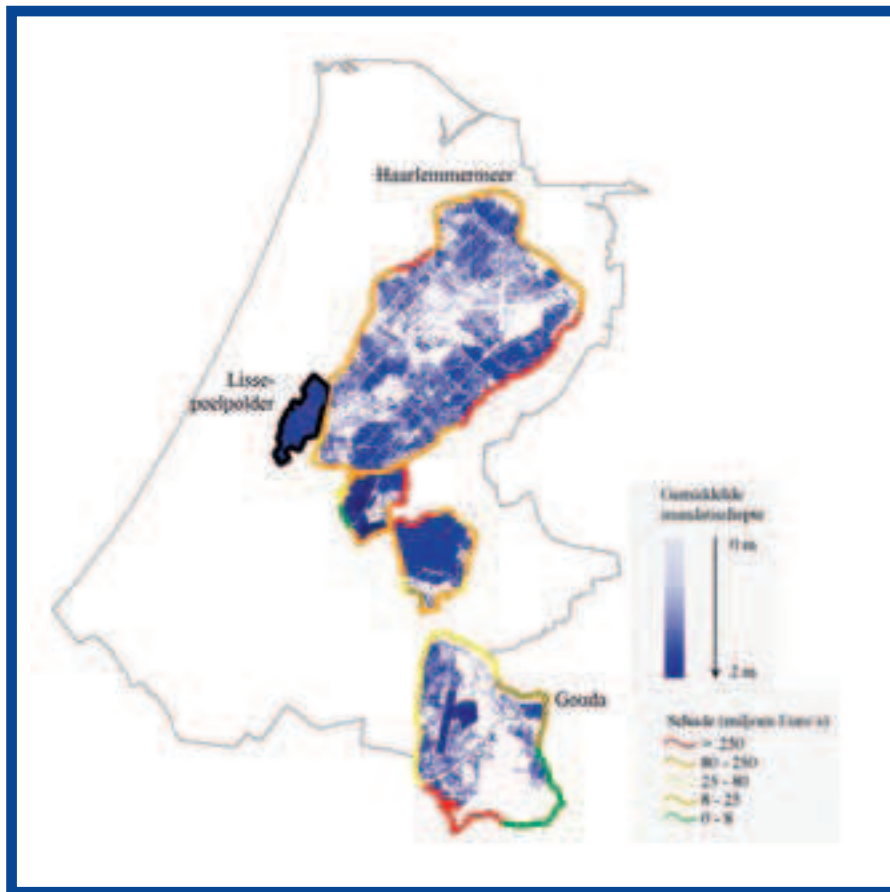 Haarlemmermeer
Lisse-
poelpolder
Gemiddelde
inundatiediepte
0 m
2 m
Gouda
Schade (miljoen Euro's)
> 250
80 - 250
25 - 80
8 - 25
0 - 8